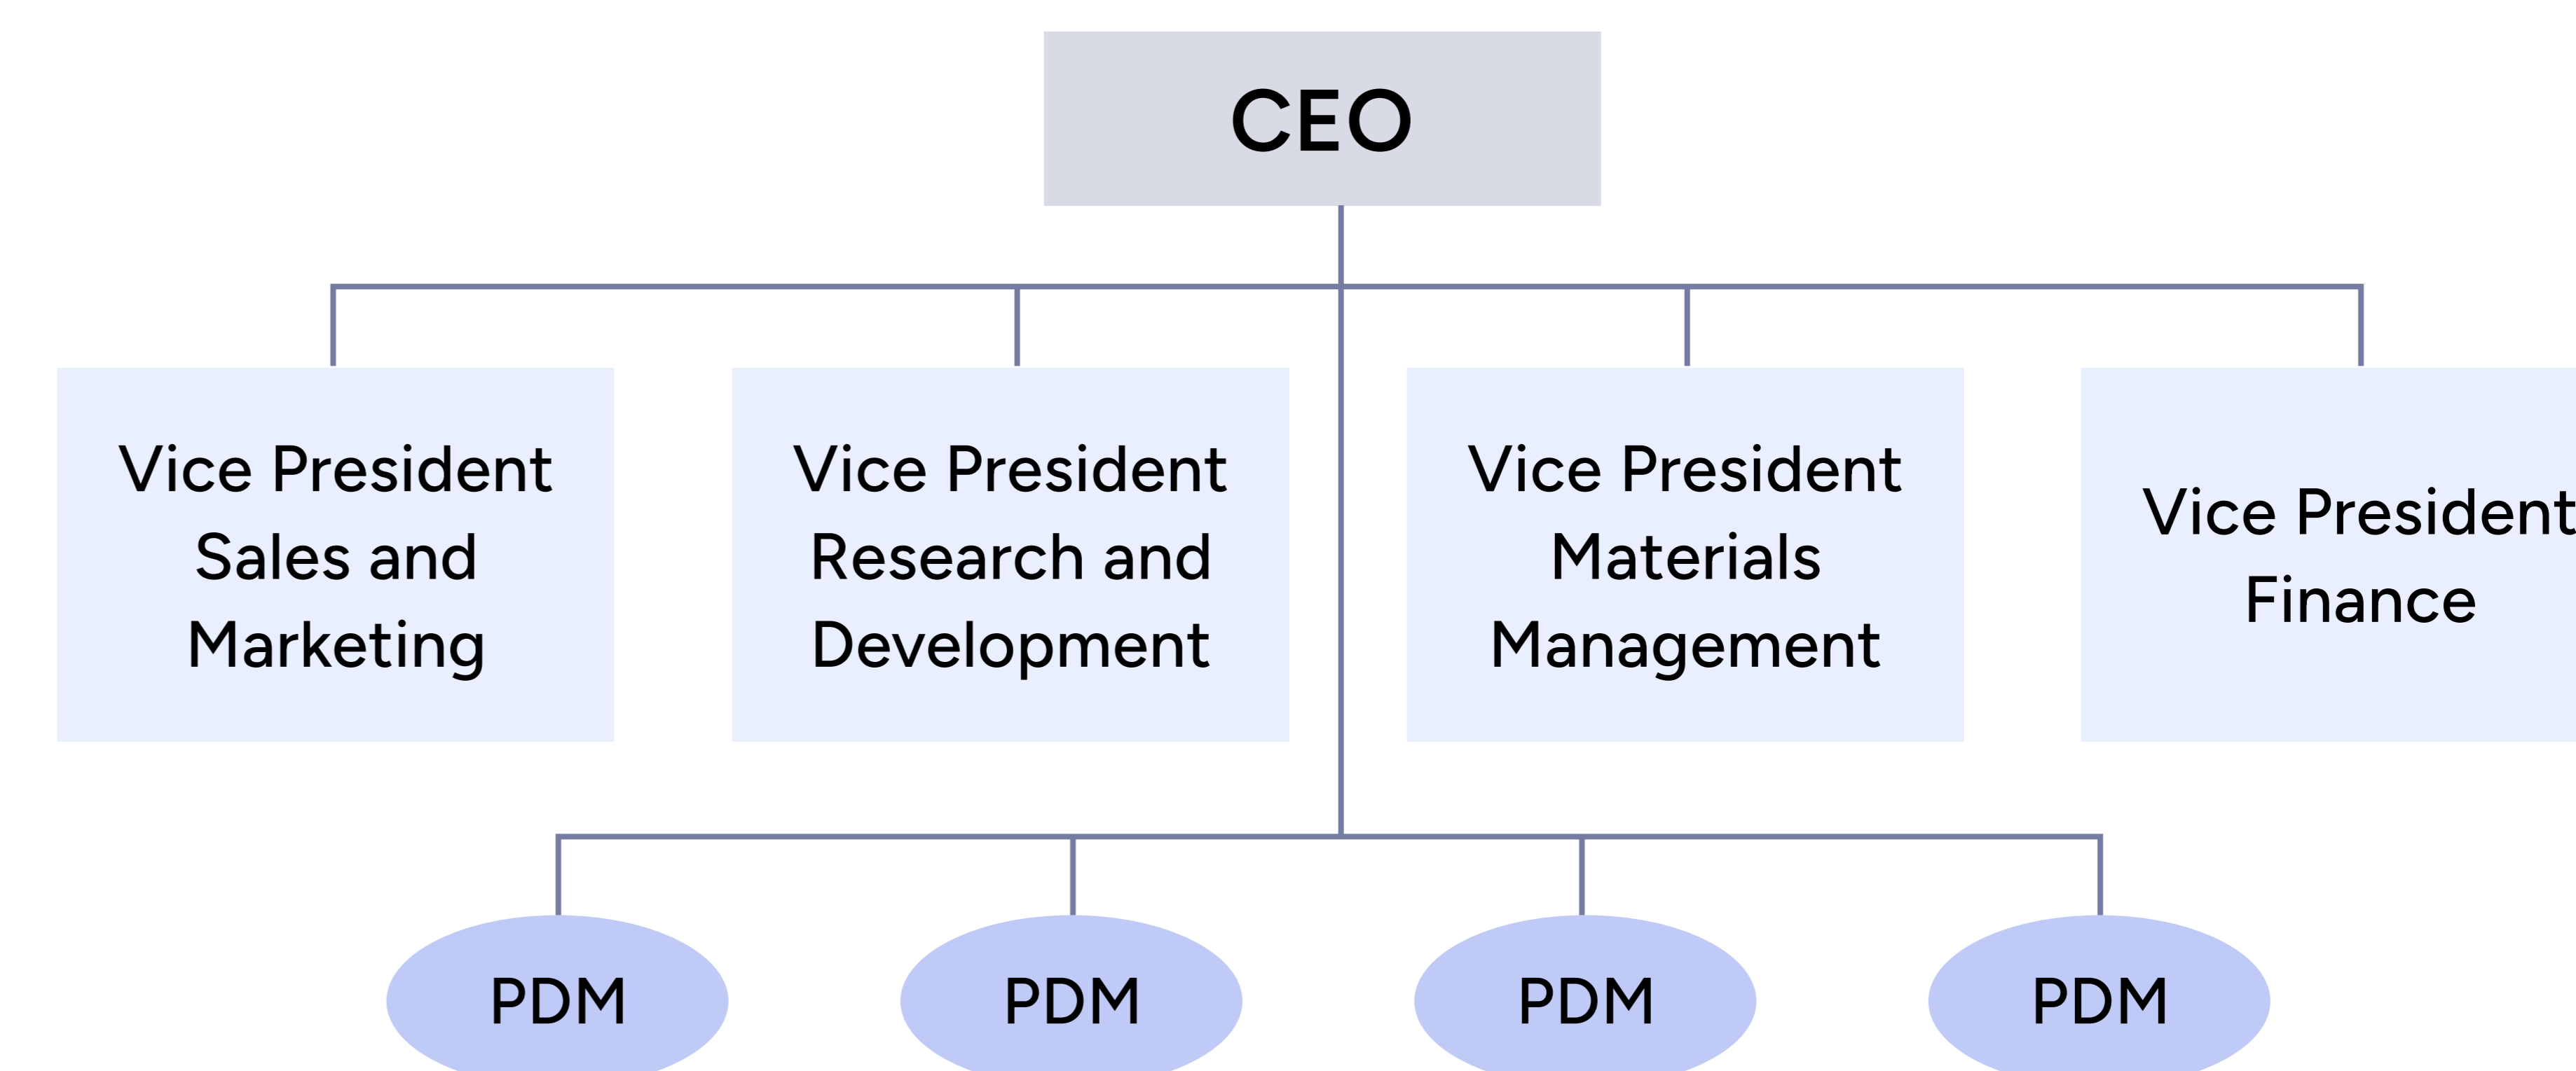 CEO
Vice President
Sales and
Marketing
Vice President
Research and
Development
Vice President
Materials
Management
Vice President
Finance
PDM
PDM
PDM
PDM